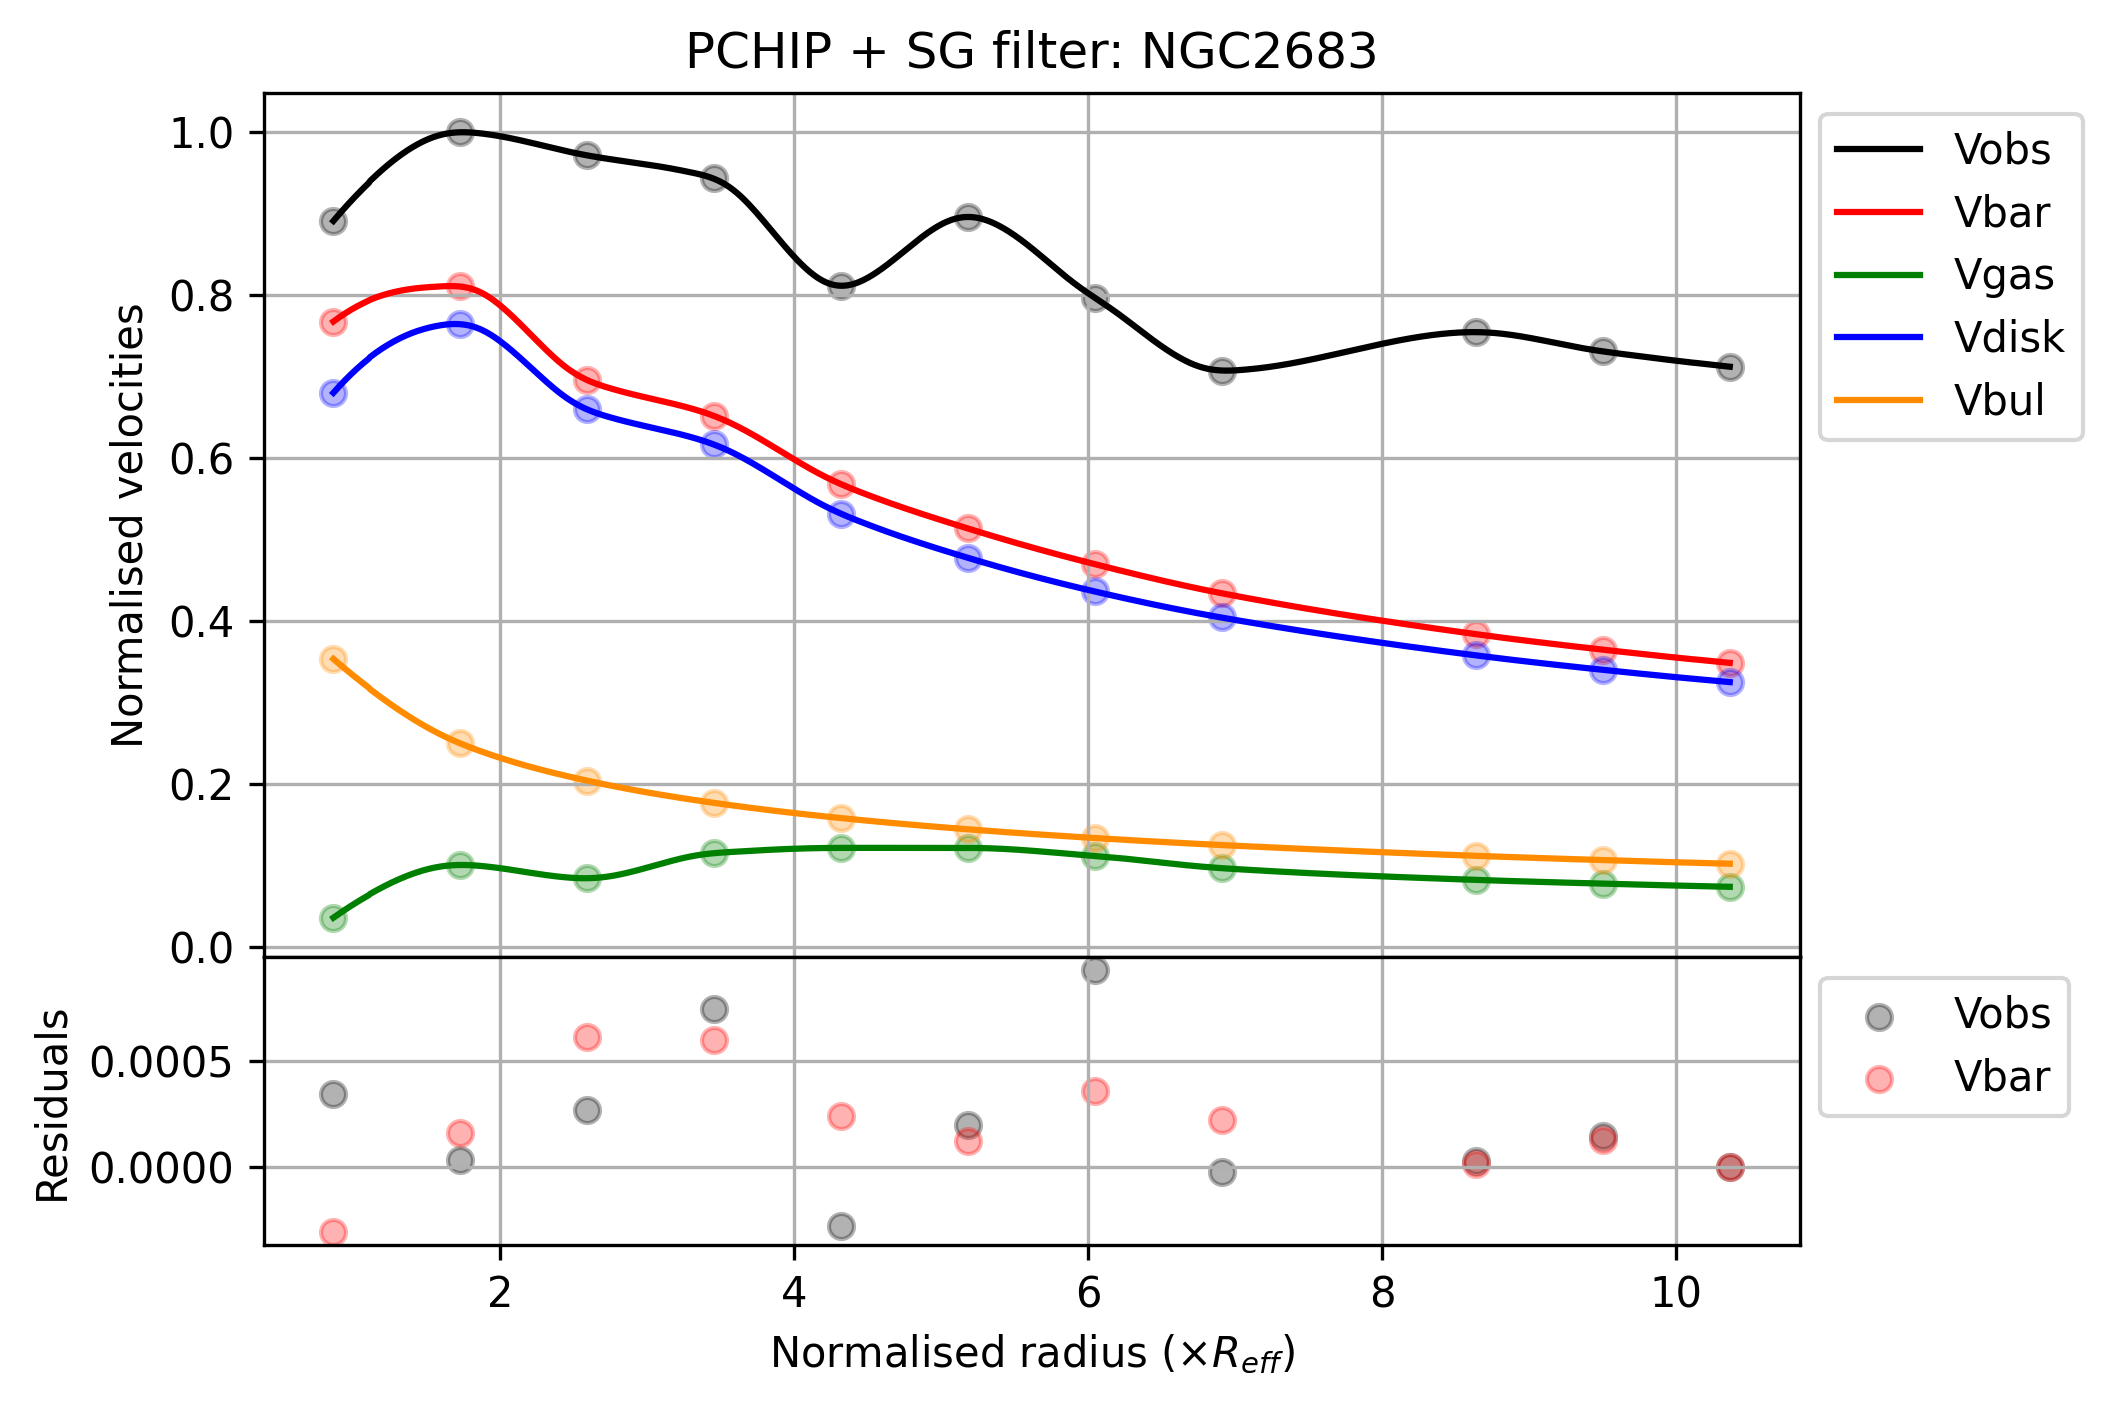 PCHIP + SG filter: NGC2683
Normalised velocities
1.0
0.8
0.6
0.4
0.2
0.0
Vobs
Vbar
Vgas
Vdisk
Vbul
Residuals
0.0005
0.0000
Vobs
Vbar
2 4 6 8 10
Normalised radius (×R_eff)